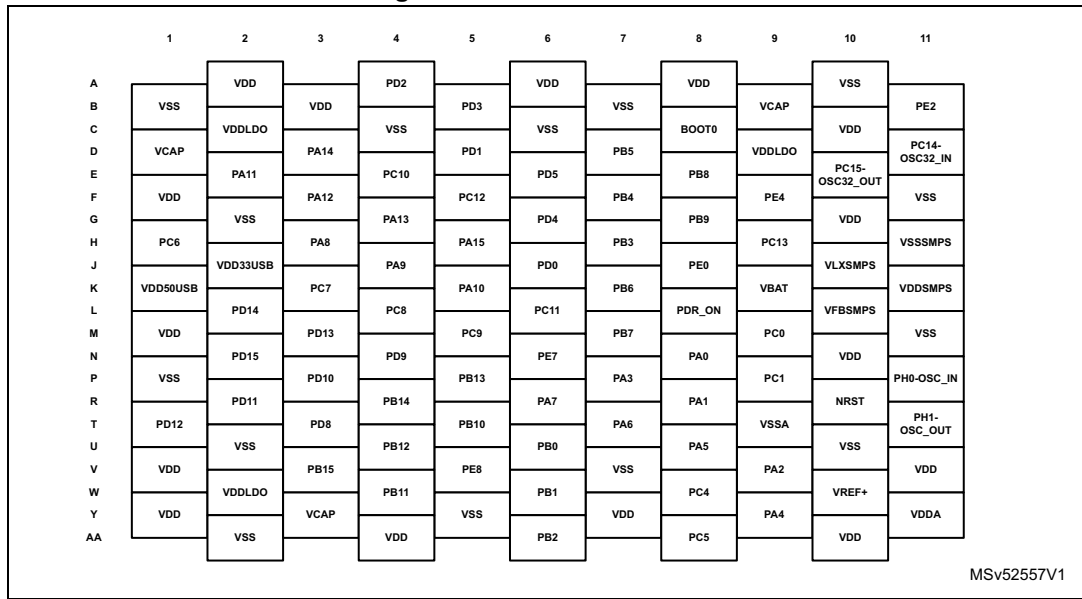 1 2 3 4 5 6 7 8 9 10 11
A VDD PD2 VDD VDD VSS
B VSS VDD PD3 VSS VCAP PE2
C VDDLDO VSS VSS BOOT0 VDD
D VCAP PA14 PD1 PB5 VDDLDO PC14-
OSC32_IN
E PA11 PC10 PD5 PB8 PC15-
OSC32_OUT
F VDD PA12 PC12 PB4 PE4 VSS
G VSS PA13 PD4 PB9 VDD
H PC6 PA8 PA15 PB3 PC13 VSSSMPS
J VDD33USB PA9 PD0 PE0 VLXSMPS
K VDD50USB PC7 PA10 PB6 VBAT VDDSMPS
L PD14 PC8 PC11 PDR_ON VFBSMPS
M VDD PD13 PC9 PB7 PC0 VSS
N PD15 PD9 PE7 PA0 VDD
P VSS PD10 PB13 PA3 PC1 PH0-OSC_IN
R PD11 PB14 PA7 PA1 NRST
T PD12 PD8 PB10 PA6 VSSA PH1-
OSC_OUT
U VSS PB12 PB0 PA5 VSS
V VDD PB15 PE8 VSS PA2 VDD
W VDDLDO PB11 PB1 PC4 VREF+
Y VDD VCAP VSS VDD PA4 VDDA
AA VSS VDD PB2 PC5 VDD
MSv52557V1